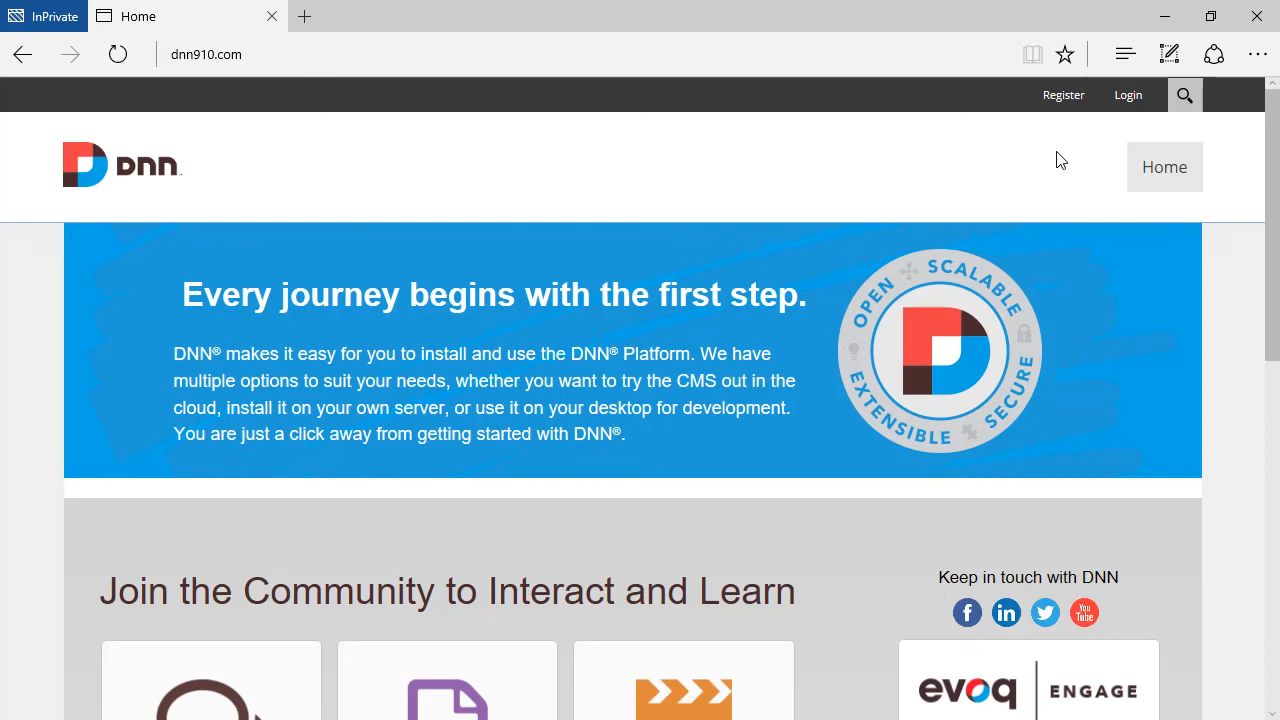 InPrivate
Home
dnn910.com
Register
Login
DNN
Home
Every journey begins with the first step.
DNN® makes it easy for you to install and use the DNN® Platform. We have
multiple options to suit your needs, whether you want to try the CMS out in the
cloud, install it on your own server, or use it on your desktop for development.
You are just a click away from getting started with DNN®.
OPEN
SCALABLE
EXTENSIBLE
SECURE
Join the Community to Interact and Learn
Keep in touch with DNN
f
in
You
Tube
evoq ENGAGE